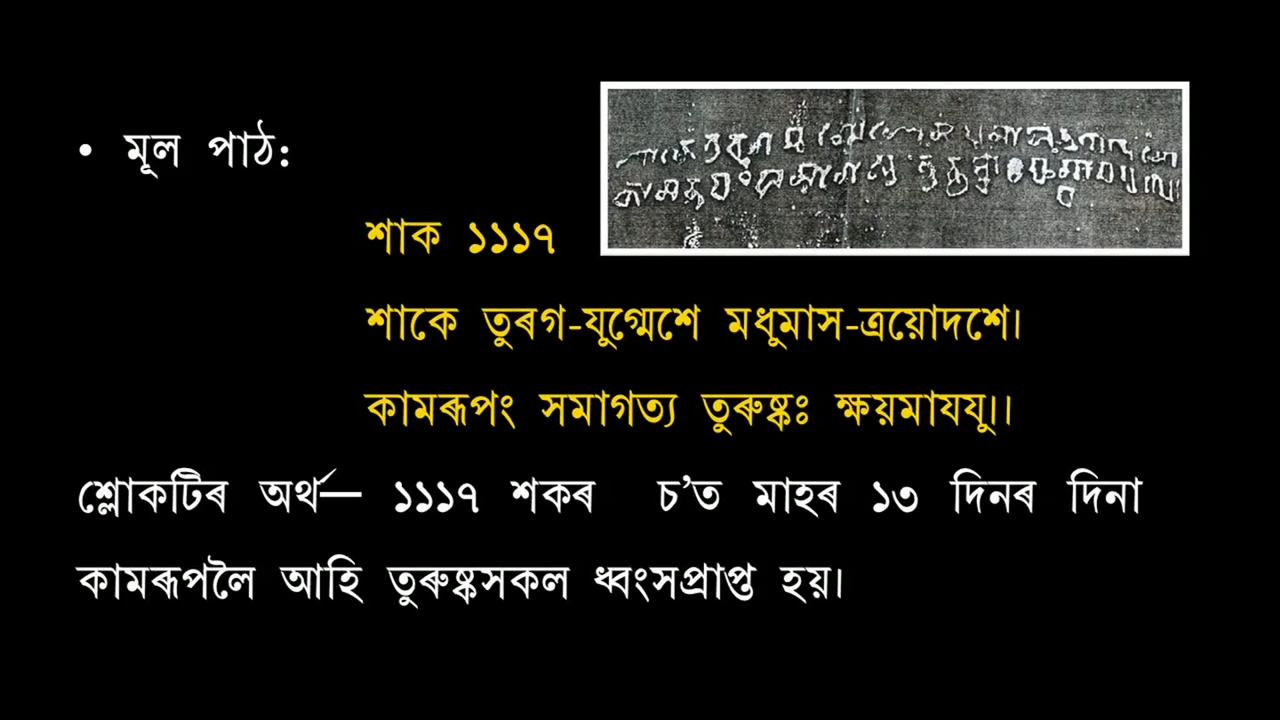 • মূল পাঠ:
শাক ১১১৭
শাকে তুৰগ-যুগ্মেশে মধুমাস-ত্ৰয়োদশে।
কামৰূপং সমাগত্য তুৰুষ্কঃ ক্ষয়মাযযু।।
শ্লোকটিৰ অৰ্থ— ১১১৭ শকৰ চ’ত মাহৰ ১৩ দিনৰ দিনা
কামৰূপলৈ আহি তুৰুষ্কসকল ধ্বংসপ্ৰাপ্ত হয়।